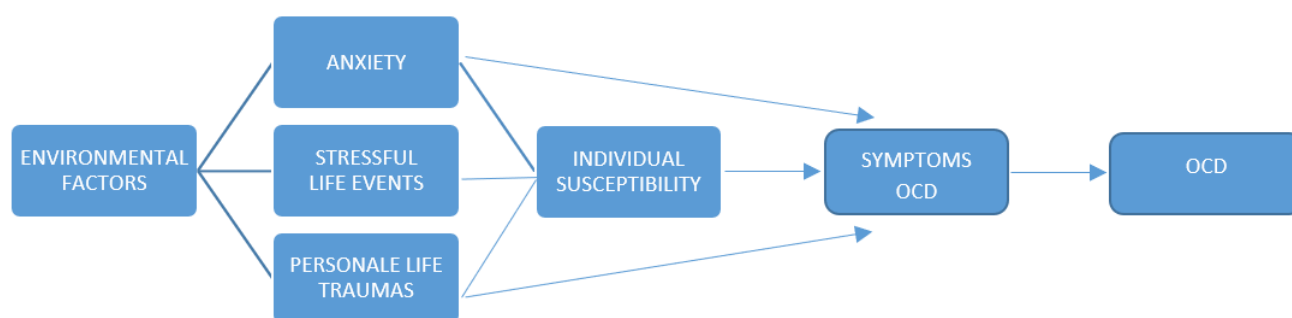 ANXIETY
ENVIRONMENTAL
FACTORS
STRESSFUL
LIFE EVENTS
PERSONALE LIFE
TRAUMAS
INDIVIDUAL
SUSCEPTIBILITY
SYMPTOMS
OCD
OCD